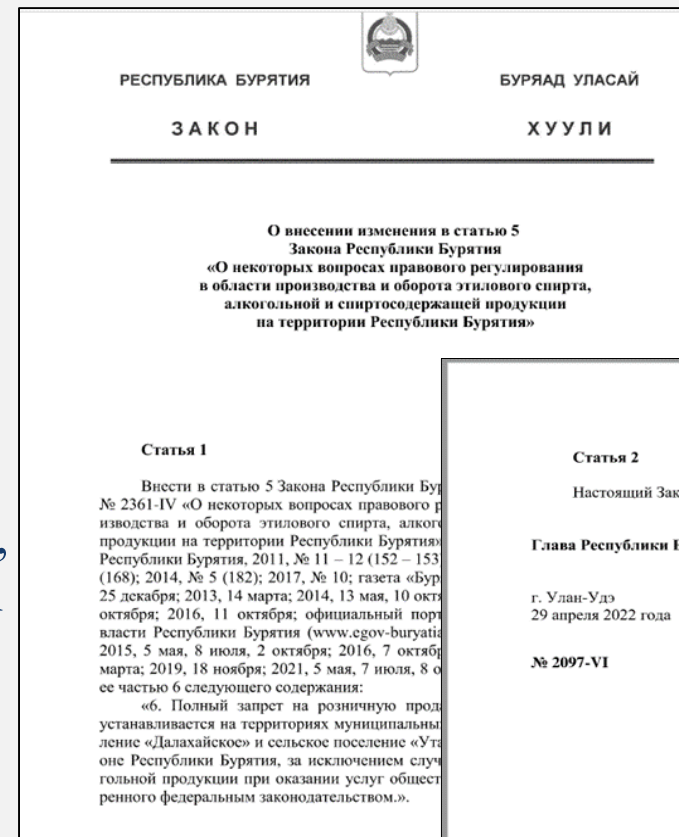 РЕСПУБЛИКА БУРЯТИЯ
БУРЯАД УЛАСАЙ
ЗАКОН
ХУУЛИ
О внесении изменения в статью 5
Закона Республики Бурятия
«О некоторых вопросах правового регулирования
в области производства и оборота этилового спирта,
алкогольной и спиртосодержащей продукции
на территории Республики Бурятия»
Статья 1
Внести в статью 5 Закона Республики Бур
№ 2361-IV «О некоторых вопросах правового р
изводства и оборота этилового спирта, алкого
продукции на территории Республики Бурятия»
Республики Бурятия, 2011, № 11 – 12 (152 – 153
(168); 2014, № 5 (182); 2017, № 10; газета «Бур
25 декабря; 2013, 14 марта; 2014, 13 мая, 10 октя
октября; 2016, 11 октября; официальный порт
власти Республики Бурятия (www.egov-buryatia
2015, 5 мая, 8 июля, 2 октября; 2016, 7 октябр
марта; 2019, 18 ноября; 2021, 5 мая, 7 июля, 8 о
ее частью 6 следующего содержания:
«6. Полный запрет на розничную прода
устанавливается на территориях муниципальны
ление «Далахайское» и сельское поселение «Ута
оне Республики Бурятия, за исключением случ
гольной продукции при оказании услуг общест
ренного федеральным законодательством.».
Статья 2
Настоящий Зак
Глава Республики Б
г. Улан-Удэ
29 апреля 2022 года
№ 2097-VI